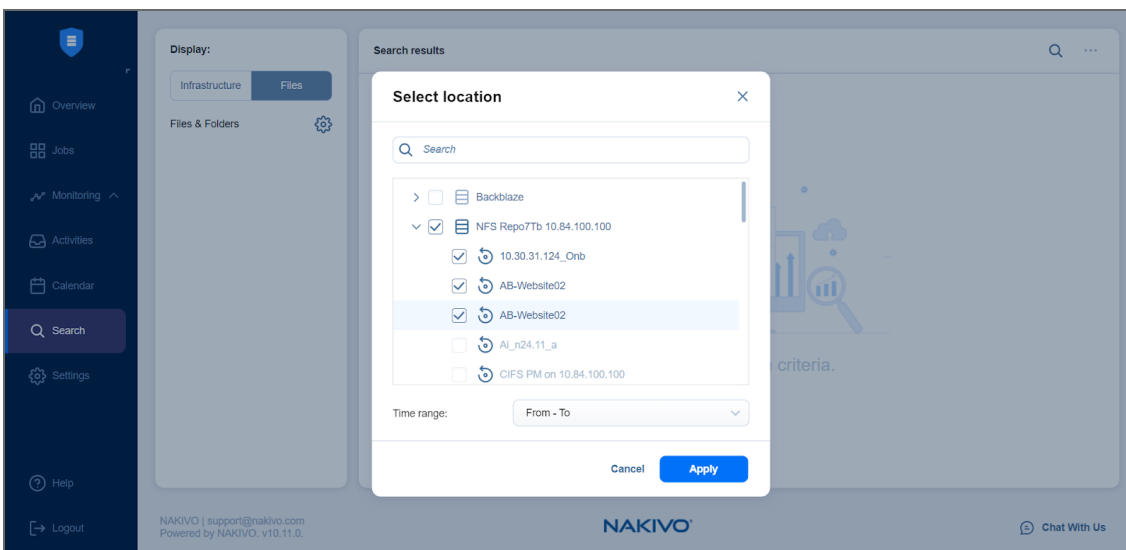 Overview
Jobs
Monitoring
Activities
Calendar
Search
Settings
Help
Logout
Display:
Infrastructure
Files
Files & Folders
Search results
Select location
Search
Backblaze
NFS Repo7Tb 10.84.100.100
10.30.31.124_Onb
AB-Website02
AB-Website02
Ai_n24.11_a
CIFS PM on 10.84.100.100
criteria.
Time range:
From - To
Cancel
Apply
NAKIVO | support@nakivo.com
Powered by NAKIVO. v10.11.0.
NAKIVO
Chat With Us